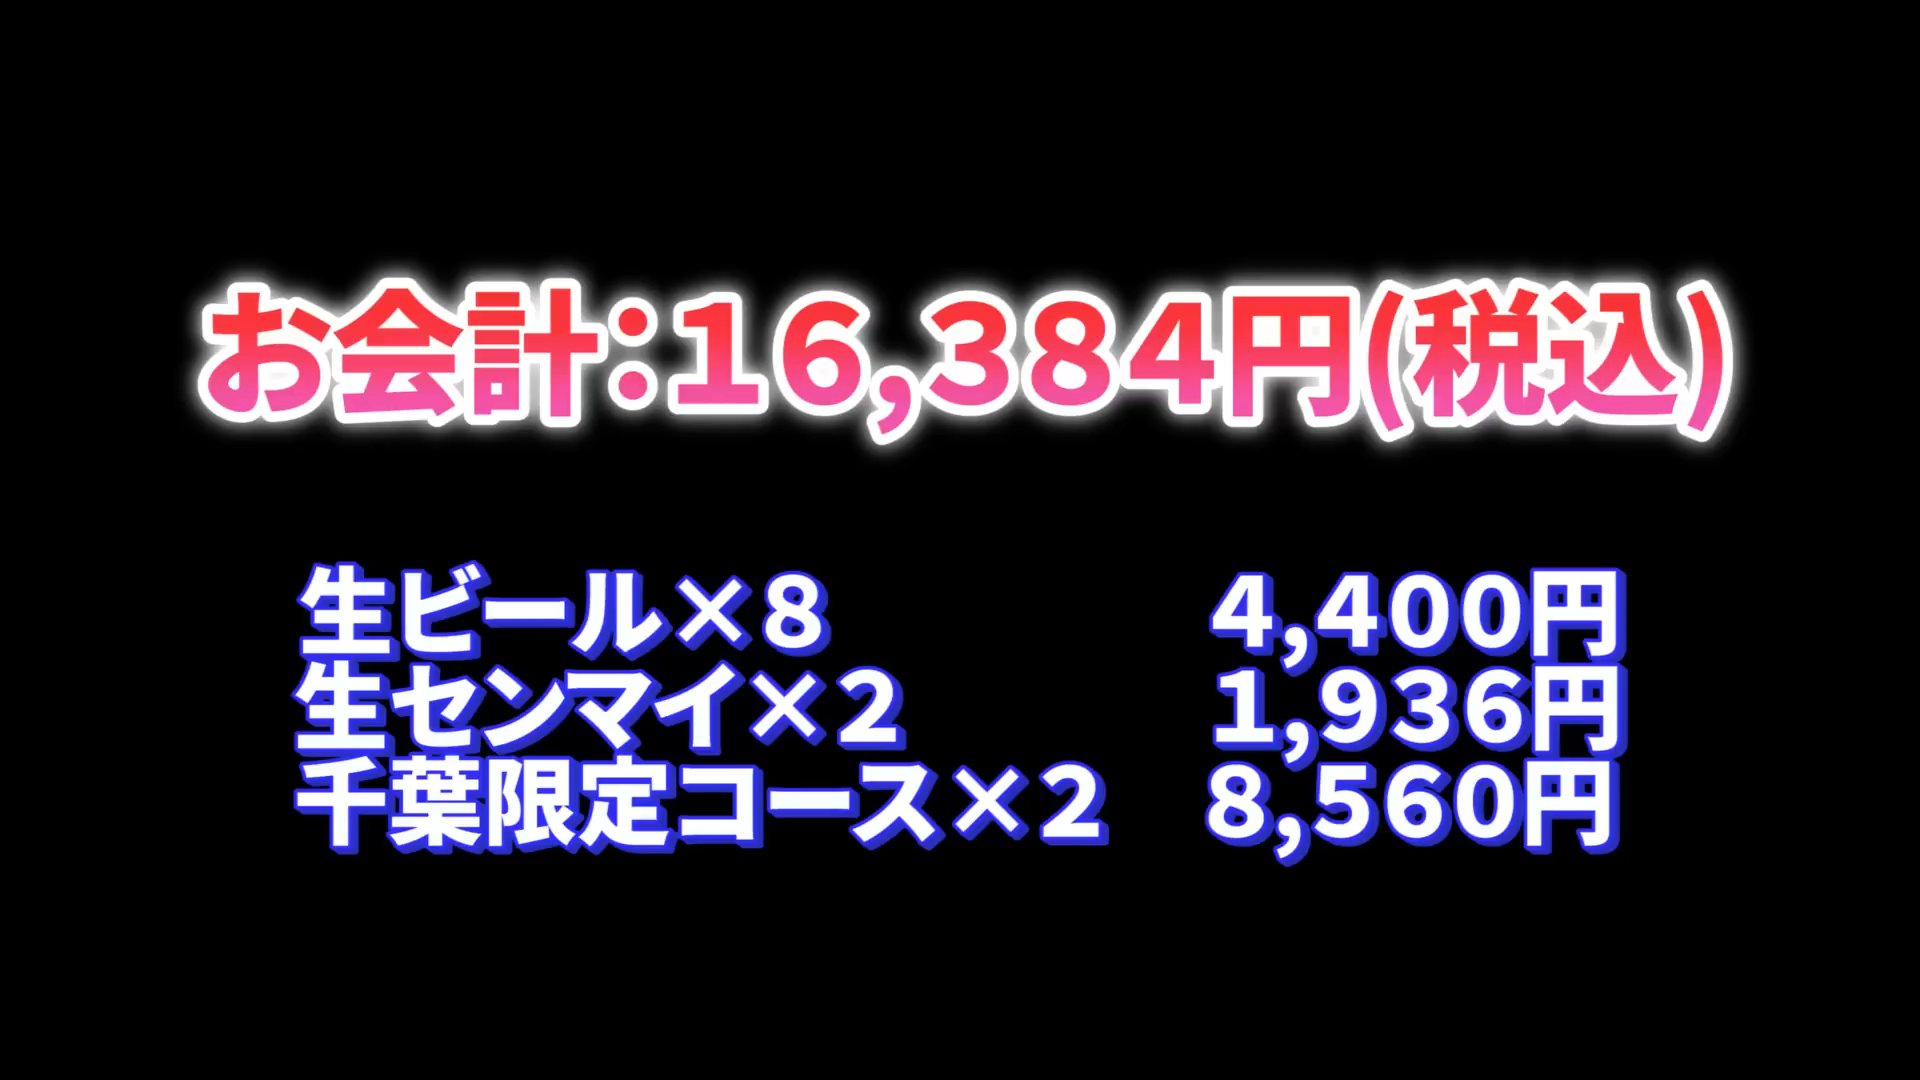 お会計:16,384円(税込)
生ビール×8 4,400円
生センマイ×2 1,936円
千葉限定コース×2 8,560円